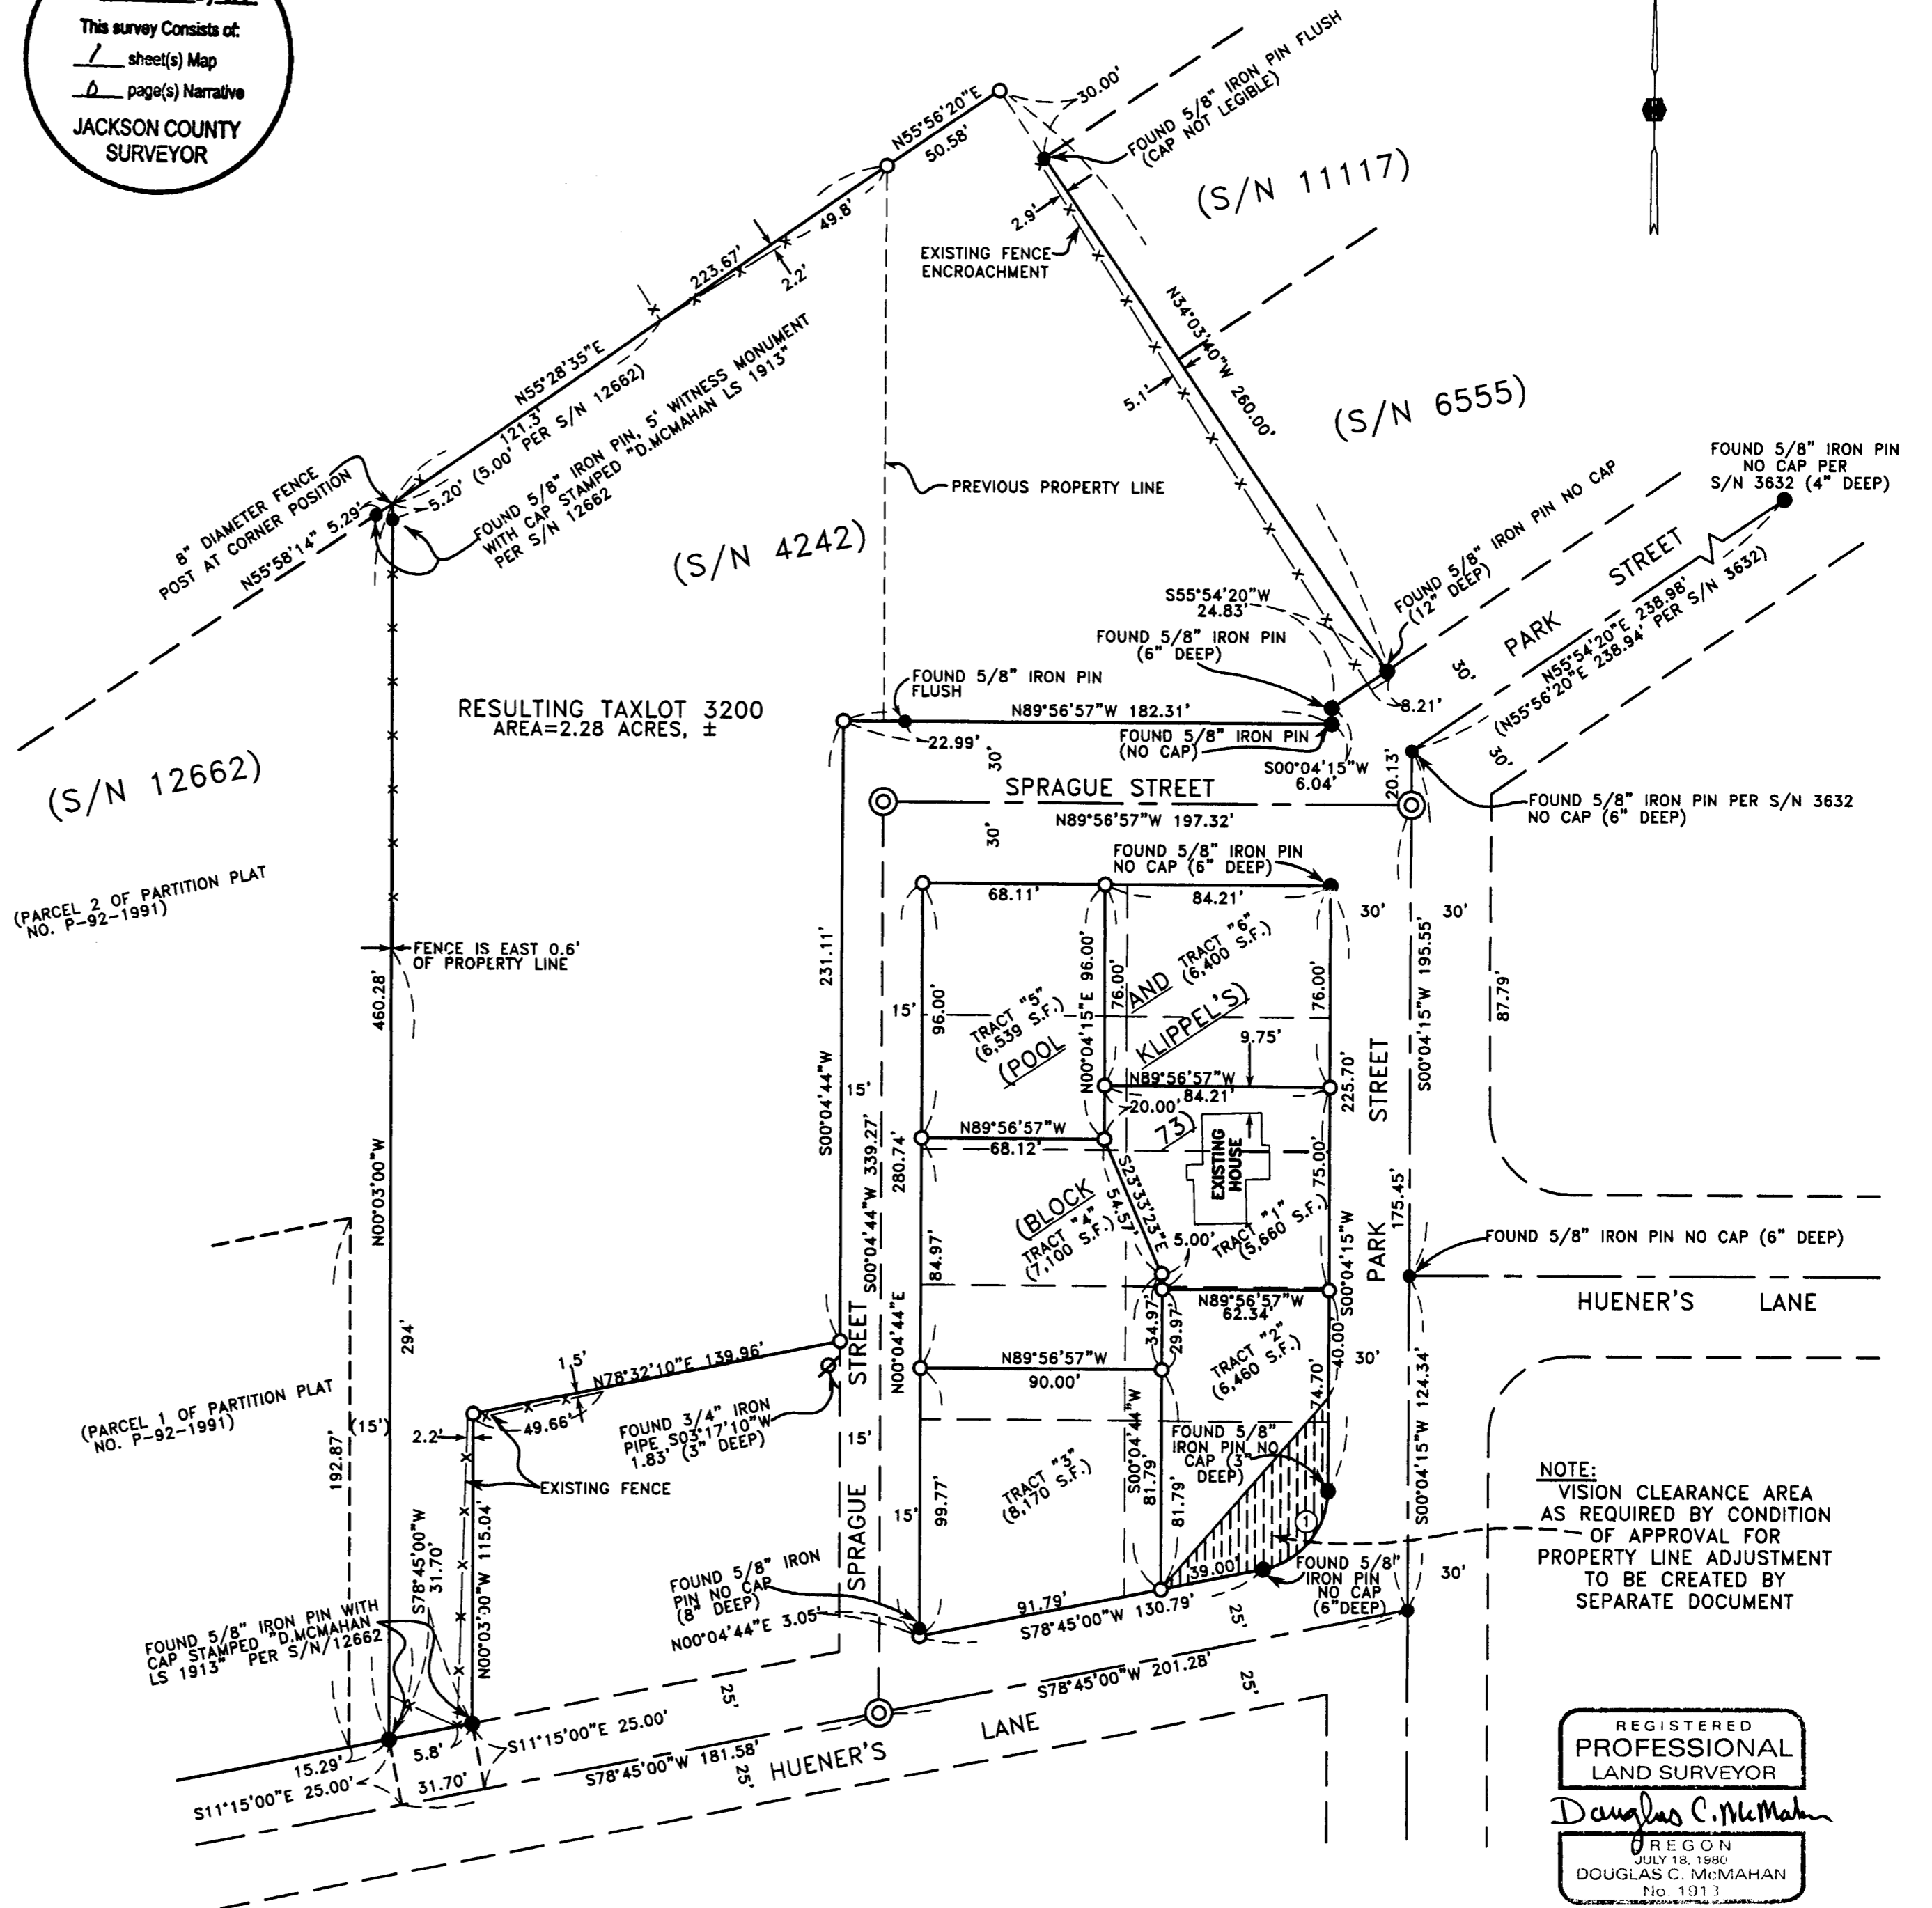 This survey Consists of:
1 sheet(s) Map
0 page(s) Narrative
JACKSON COUNTY
SURVEYOR
N55°56'20"E
50.58'
30.00'
FOUND 5/8" IRON PIN FLUSH
(CAP NOT LEGIBLE)
(S/N 11117)
2.9'
EXISTING FENCE
ENCROACHMENT
49.8'
223.67'
2.2'
N34°03'40"W 260.00'
5.1'
N55°28'35"E
121.3'
(5.00' PER S/N 12662)
5.20'
FOUND 5/8" IRON PIN, 5' WITNESS MONUMENT
WITH CAP STAMPED "D.MCMAHAN LS 1913"
PER S/N 12662
8" DIAMETER FENCE
POST AT CORNER POSITION
N55°58'14" 5.29'
PREVIOUS PROPERTY LINE
(S/N 4242)
(S/N 6555)
FOUND 5/8" IRON PIN
NO CAP PER
S/N 3632 (4" DEEP)
FOUND 5/8" IRON PIN NO CAP
(12" DEEP)
PARK STREET
N55°54'20"E 238.98'
(N55°56'20"E 238.94' PER S/N 3632)
30'
30'
S55°54'20"W
24.83'
FOUND 5/8" IRON PIN
(6" DEEP)
8.21'
FOUND 5/8" IRON PIN
FLUSH
N89°56'57"W 182.31'
FOUND 5/8" IRON PIN
(NO CAP)
22.99'
30'
S00°04'15"W
6.04'
20.13'
RESULTING TAXLOT 3200
AREA=2.28 ACRES, ±
(S/N 12662)
SPRAGUE STREET
N89°56'57"W 197.32'
30'
FOUND 5/8" IRON PIN PER S/N 3632
NO CAP (6" DEEP)
FOUND 5/8" IRON PIN
NO CAP (6" DEEP)
68.11'
84.21'
30'
30'
(PARCEL 2 OF PARTITION PLAT
NO. P-92-1991)
FENCE IS EAST 0.6'
OF PROPERTY LINE
460.28'
N00°03'00"W
231.11'
S00°04'44"W
15'
15'
96.00'
TRACT "5"
(6,539 S.F.)
(POOL
N00°04'15"E 96.00'
76.00'
AND
TRACT "6"
(6,400 S.F.)
KLIPPEL'S)
76.00'
S00°04'15"W 195.55'
87.79'
9.75'
N89°56'57"W
84.21'
225.70'
PARK STREET
20.00'
73)
N89°56'57"W
68.12'
EXISTING
HOUSE
75.00'
S00°04'44"W 339.27'
280.74'
S23°33'23"E
54.57'
(BLOCK
TRACT "4"
(7,100 S.F.)
TRACT "1"
(5,660 S.F.)
5.00'
84.97'
S00°04'15"W
175.45'
FOUND 5/8" IRON PIN NO CAP (6" DEEP)
HUENER'S LANE
N89°56'57"W
62.34'
34.97'
29.97'
TRACT "2"
(6,460 S.F.)
40.00'
74.70'
30'
N00°04'44"E
N89°56'57"W
90.00'
294'
1.5'
N78°32'10"E 139.96'
49.66'
2.2'
EXISTING FENCE
FOUND 3/4" IRON
PIPE S03°17'10"W
1.83' (3" DEEP)
(PARCEL 1 OF PARTITION PLAT
NO. P-92-1991)
192.87'
(15')
SPRAGUE STREET
15'
15'
99.77'
TRACT "3"
(8,170 S.F.)
S00°04'44"W
81.79'
81.79'
FOUND 5/8"
IRON PIN NO
CAP (3"
DEEP)
1
S00°04'15"W 124.34'
30'
NOTE:
VISION CLEARANCE AREA
AS REQUIRED BY CONDITION
OF APPROVAL FOR
PROPERTY LINE ADJUSTMENT
TO BE CREATED BY
SEPARATE DOCUMENT
39.00'
FOUND 5/8"
IRON PIN
NO CAP
(6"DEEP)
FOUND 5/8" IRON
PIN NO CAP
(8" DEEP)
N00°04'44"E 3.05'
91.79'
S78°45'00"W 130.79'
25'
S78°45'00"W 201.28'
25'
S78°45'00"W
31.70'
N00°03'00"W 115.04'
FOUND 5/8" IRON PIN WITH
CAP STAMPED "D.MCMAHAN
LS 1913" PER S/N/12662
15.29'
S11°15'00"E 25.00'
5.8'
31.70'
S11°15'00"E 25.00'
S78°45'00"W 181.58'
25'
25'
HUENER'S LANE
REGISTERED
PROFESSIONAL
LAND SURVEYOR
Douglas C. McMahan
OREGON
JULY 18, 1980
DOUGLAS C. McMAHAN
No. 1913